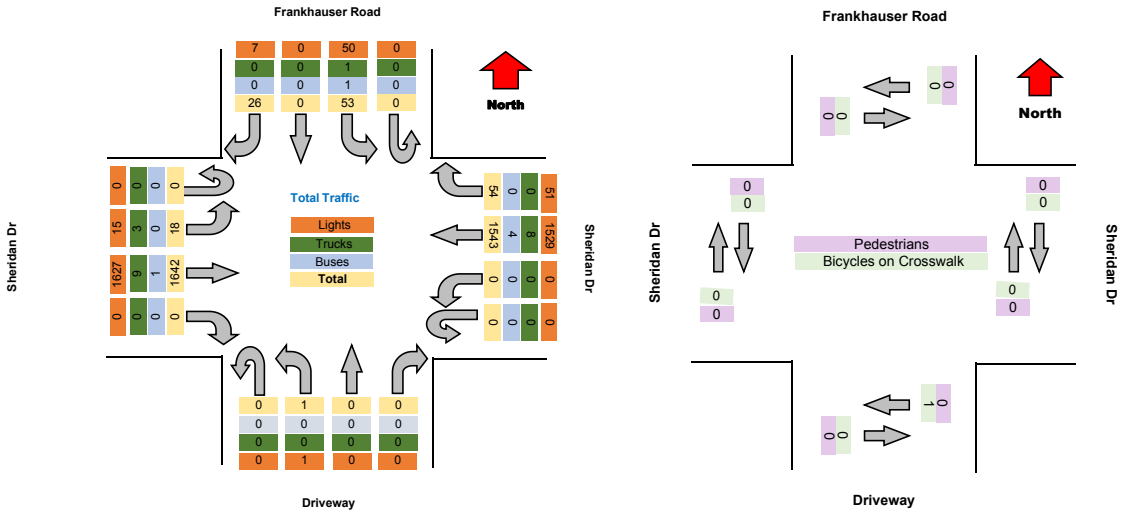 Frankhauser Road
7 0 50 0
0 0 1 0
0 0 1 0
26 0 53 0
North
0 0 0 0
15 3 0 18
1627 9 1 1642
0 0 0 0
Total Traffic
Lights
Trucks
Buses
Total
54 0 0 51
1543 4 8 1529
0 0 0 0
0 0 0 0
Sheridan Dr
Sheridan Dr
0 1 0 0
0 0 0 0
0 0 0 0
0 1 0 0
Driveway
Frankhauser Road
0 0
0 0
North
0
0
0
0
Sheridan Dr
Pedestrians
Bicycles on Crosswalk
Sheridan Dr
0
0
0
0
1 0
0 0
Driveway